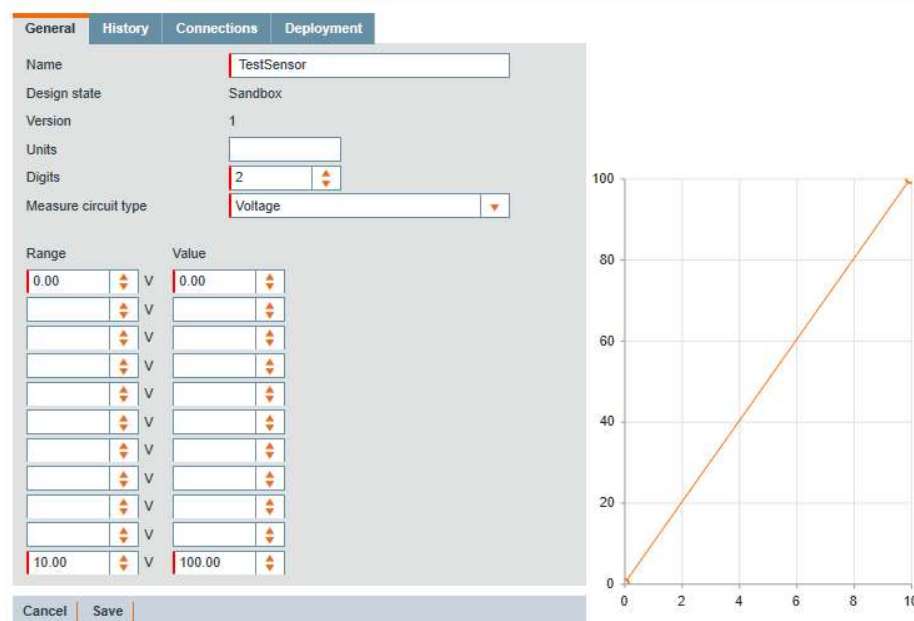 General History Connections Deployment
Name TestSensor
Design state Sandbox
Version 1
Units
Digits 2
Measure circuit type Voltage
Range Value
0.00 V 0.00
V
V
V
V
V
V
V
V
V
10.00 V 100.00
Cancel Save
100
80
60
40
20
0
0 2 4 6 8 10